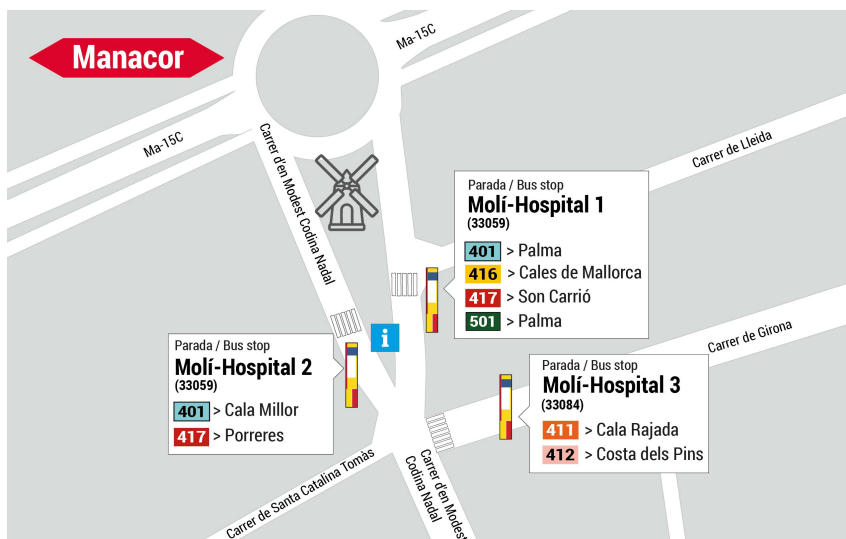 Manacor
Ma-15C
Ma-15C
Carrer d'en Modest Codina Nadal
Carrer de Lleida
Parada / Bus stop
Molí-Hospital 1
(33059)
401 > Palma
416 > Cales de Mallorca
417 > Son Carrió
501 > Palma
i
Carrer de Girona
Parada / Bus stop
Molí-Hospital 2
(33059)
401 > Cala Millor
417 > Porreres
Parada / Bus stop
Molí-Hospital 3
(33084)
411 > Cala Rajada
412 > Costa dels Pins
Carrer de Santa Catalina Tomàs
Carrer d'en Modest
Codina Nadal